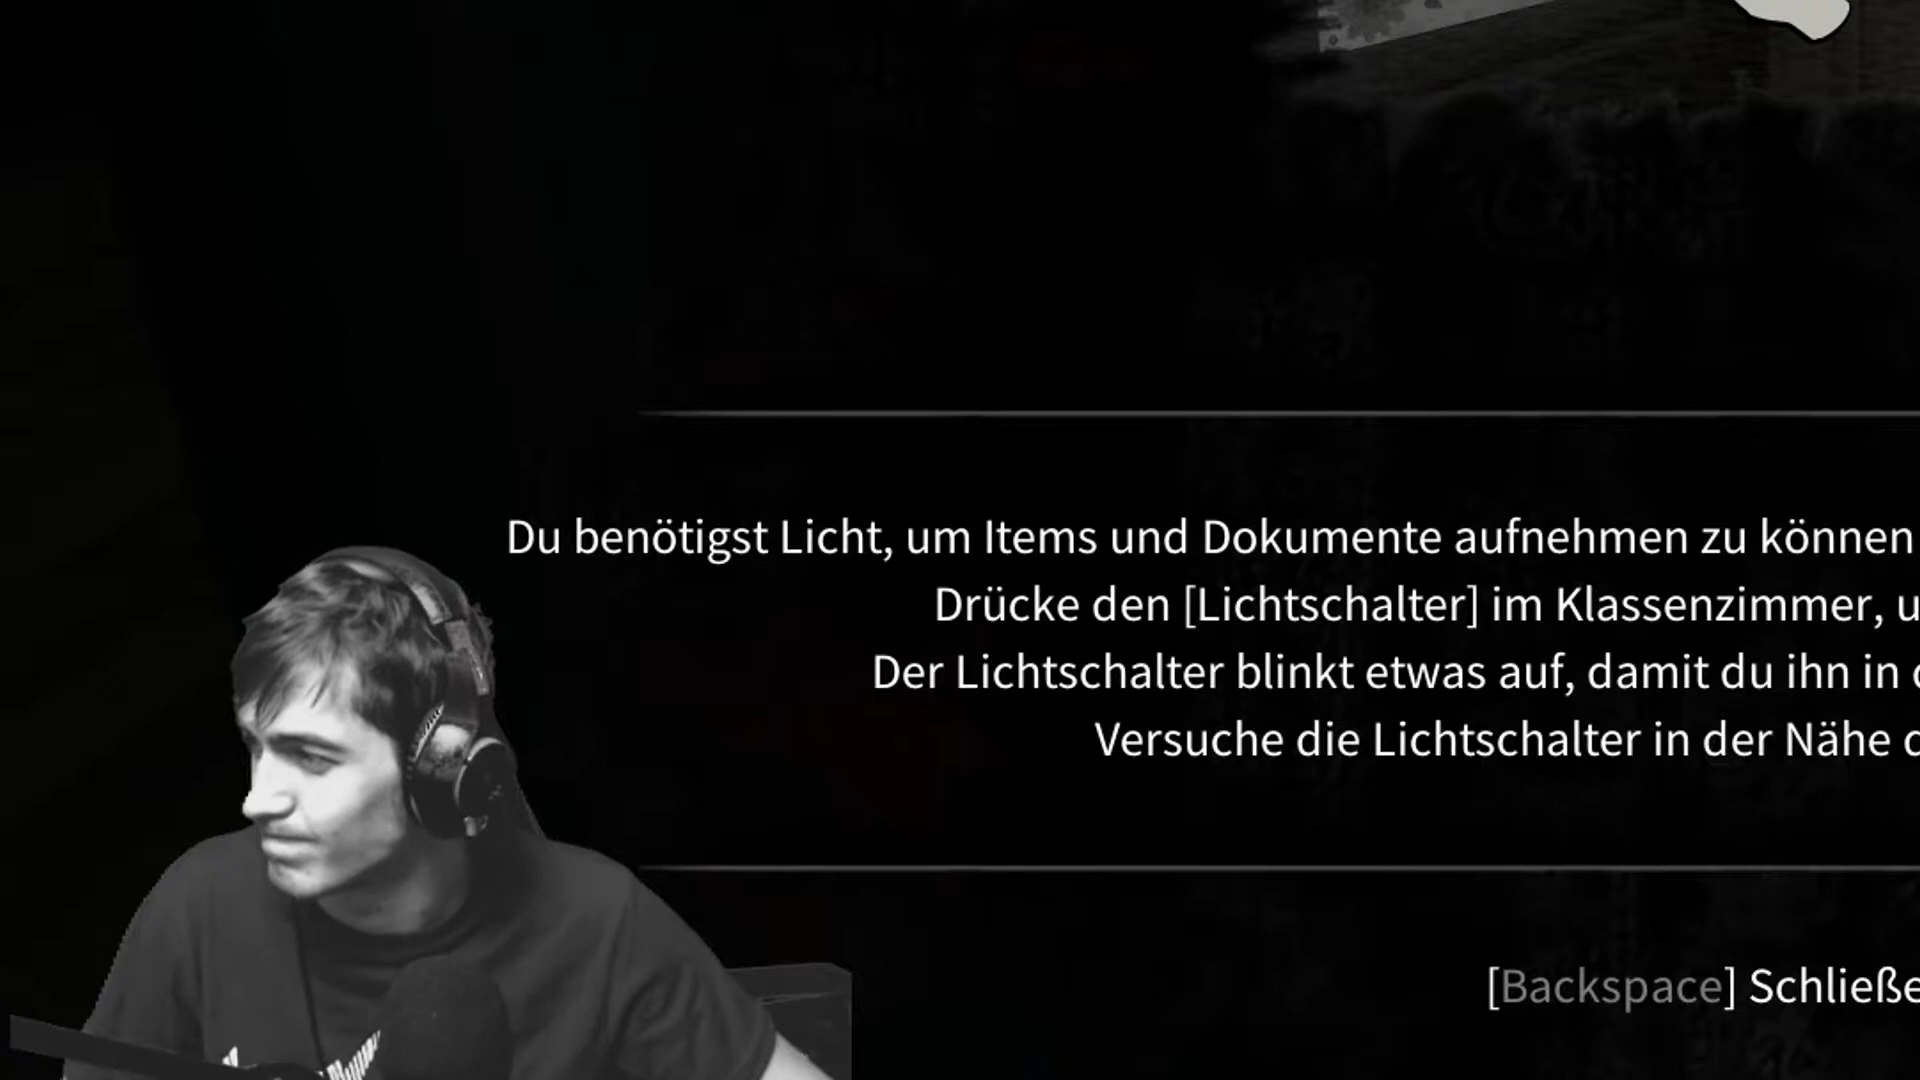 Du benötigst Licht, um Items und Dokumente aufnehmen zu können
Drücke den [Lichtschalter] im Klassenzimmer, u
Der Lichtschalter blinkt etwas auf, damit du ihn in
Versuche die Lichtschalter in der Nähe
[Backspace] Schließe